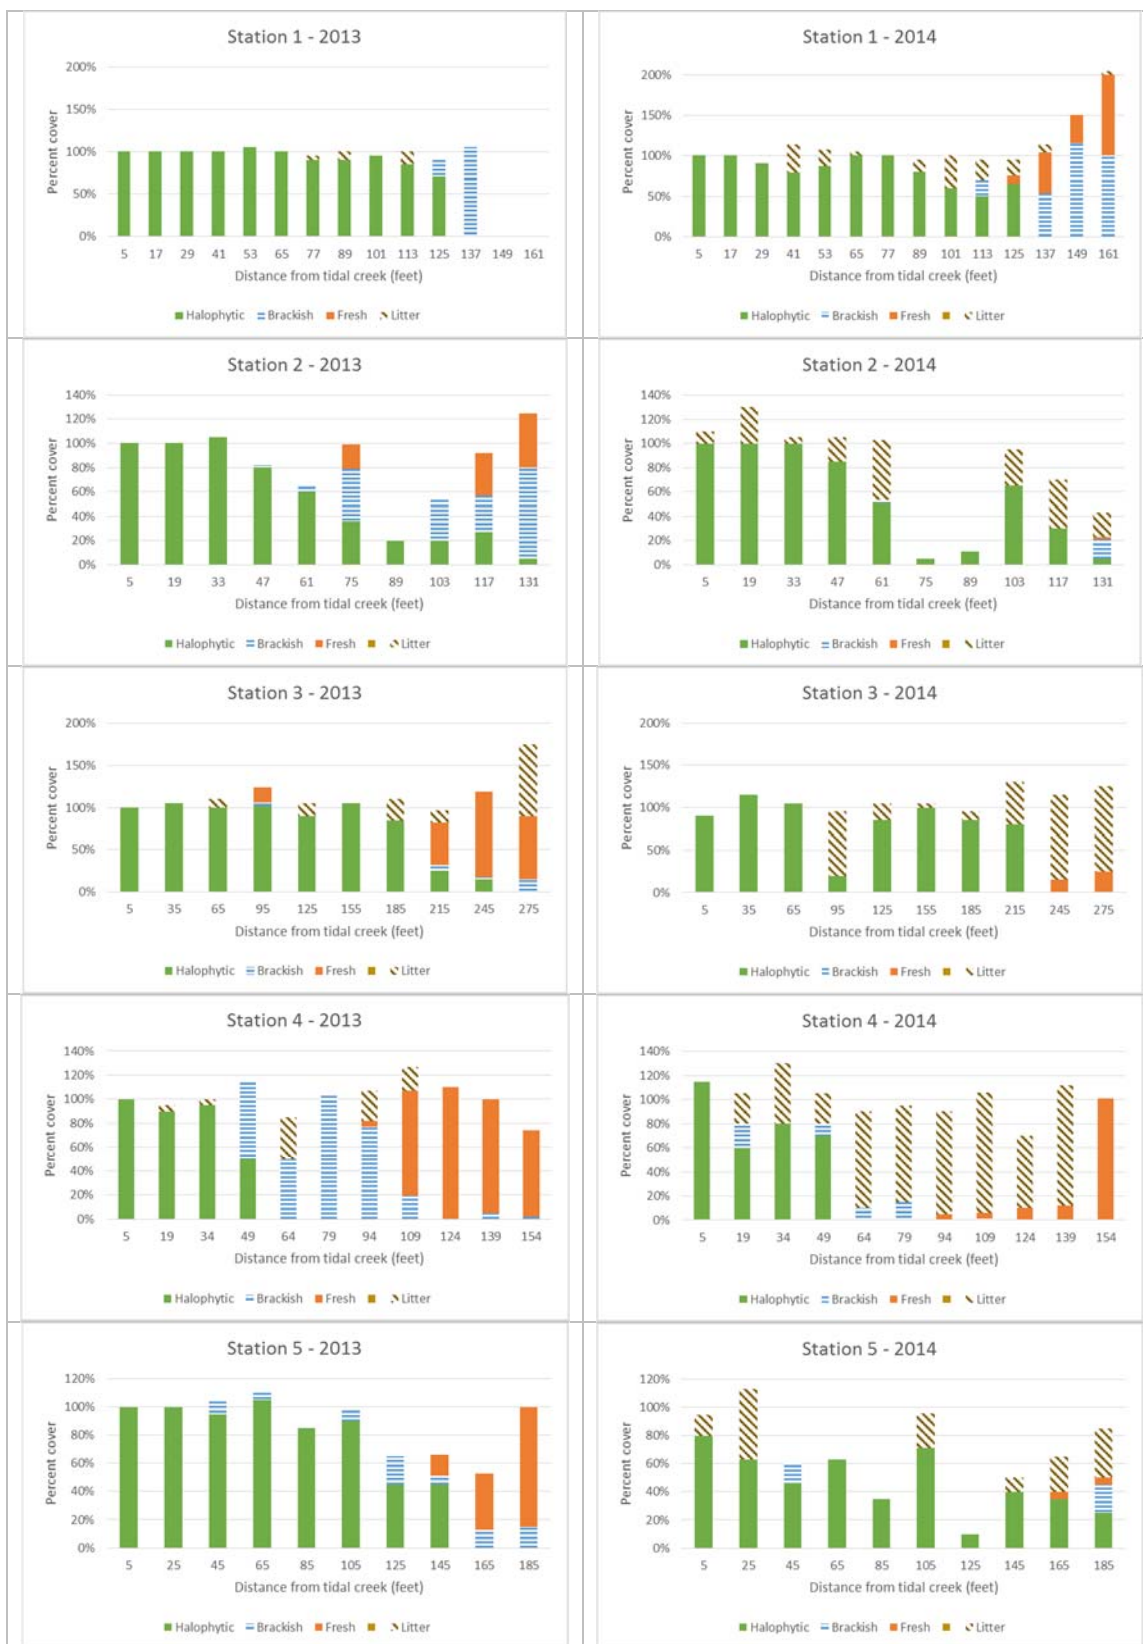 Station 1 - 2013
Percent cover
200%
150%
100%
50%
0%
5 17 29 41 53 65 77 89 101 113 125 137 149 161
Distance from tidal creek (feet)
Halophytic Brackish Fresh Litter
Station 1 - 2014
Percent cover
200%
150%
100%
50%
0%
5 17 29 41 53 65 77 89 101 113 125 137 149 161
Distance from tidal creek (feet)
Halophytic Brackish Fresh Litter
Station 2 - 2013
Percent cover
140%
120%
100%
80%
60%
40%
20%
0%
5 19 33 47 61 75 89 103 117 131
Distance from tidal creek (feet)
Halophytic Brackish Fresh Litter
Station 2 - 2014
Percent cover
140%
120%
100%
80%
60%
40%
20%
0%
5 19 33 47 61 75 89 103 117 131
Distance from tidal creek (feet)
Halophytic Brackish Fresh Litter
Station 3 - 2013
Percent cover
200%
150%
100%
50%
0%
5 35 65 95 125 155 185 215 245 275
Distance from tidal creek (feet)
Halophytic Brackish Fresh Litter
Station 3 - 2014
Percent cover
200%
150%
100%
50%
0%
5 35 65 95 125 155 185 215 245 275
Distance from tidal creek (feet)
Halophytic Brackish Fresh Litter
Station 4 - 2013
Percent cover
140%
120%
100%
80%
60%
40%
20%
0%
5 19 34 49 64 79 94 109 124 139 154
Distance from tidal creek (feet)
Halophytic Brackish Fresh Litter
Station 4 - 2014
Percent cover
140%
120%
100%
80%
60%
40%
20%
0%
5 19 34 49 64 79 94 109 124 139 154
Distance from tidal creek (feet)
Halophytic Brackish Fresh Litter
Station 5 - 2013
Percent cover
120%
100%
80%
60%
40%
20%
0%
5 25 45 65 85 105 125 145 165 185
Distance from tidal creek (feet)
Halophytic Brackish Fresh Litter
Station 5 - 2014
Percent cover
120%
100%
80%
60%
40%
20%
0%
5 25 45 65 85 105 125 145 165 185
Distance from tidal creek (feet)
Halophytic Brackish Fresh Litter